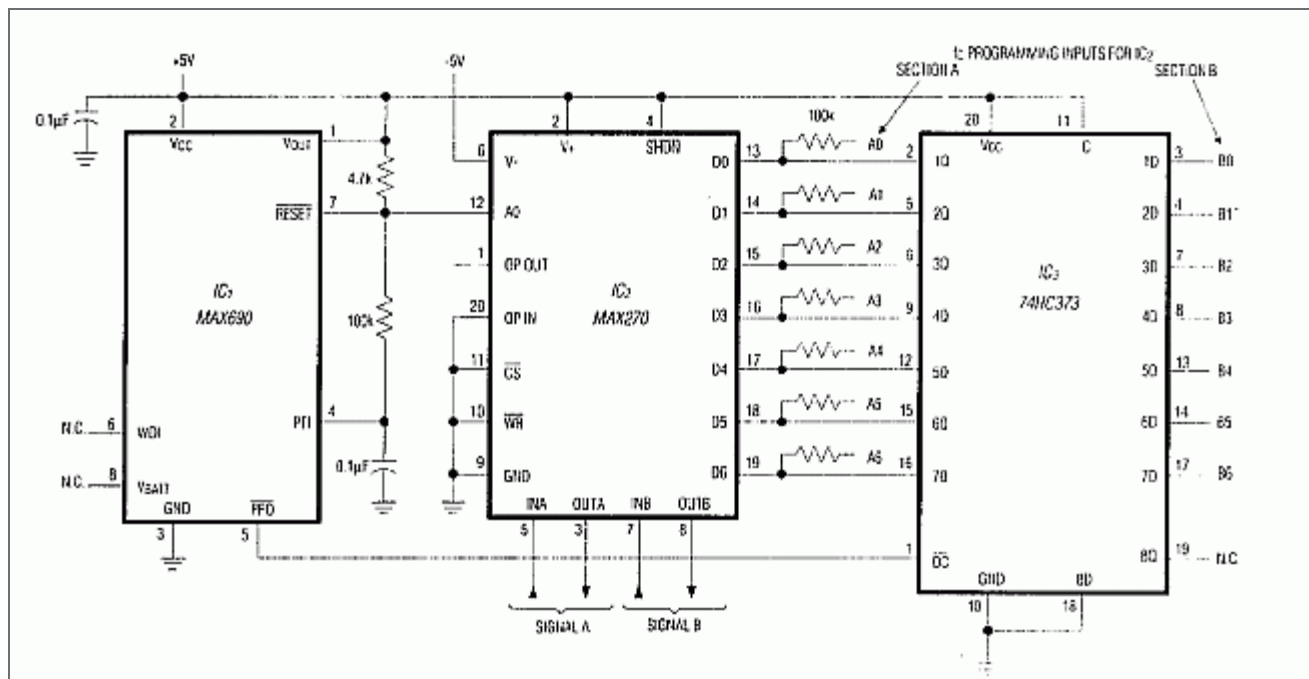 +5V
-5V
fc PROGRAMMING INPUTS FOR IC2
SECTION A
SECTION B
0.1µF
2
VCC
1
VOUT
4.7k
7
RESET
IC1
MAX690
100k
4
PFI
0.1µF
N.C.
6
WDI
N.C.
8
VBATT
GND
3
PFO
5
2
V+
4
SHDN
6
V-
12
A0
1
OP OUT
20
OP IN
11
CS
10
WR
9
GND
IC2
MAX270
D0
13
D1
14
D2
15
D3
16
D4
17
D5
18
D6
19
INA
OUTA
INB
OUTB
5
3
7
8
SIGNAL A
SIGNAL B
100k
A0
A1
A2
A3
A4
A5
A6
20
VCC
11
C
2
1Q
5
2Q
6
3Q
9
4Q
12
5Q
15
6Q
16
7Q
1
OC
IC3
74HC373
1D
3
B0
2D
4
B1
3D
7
B2
4D
8
B3
5D
13
B4
6D
14
B5
7D
17
B6
8Q
19
N.C.
GND
10
8D
18